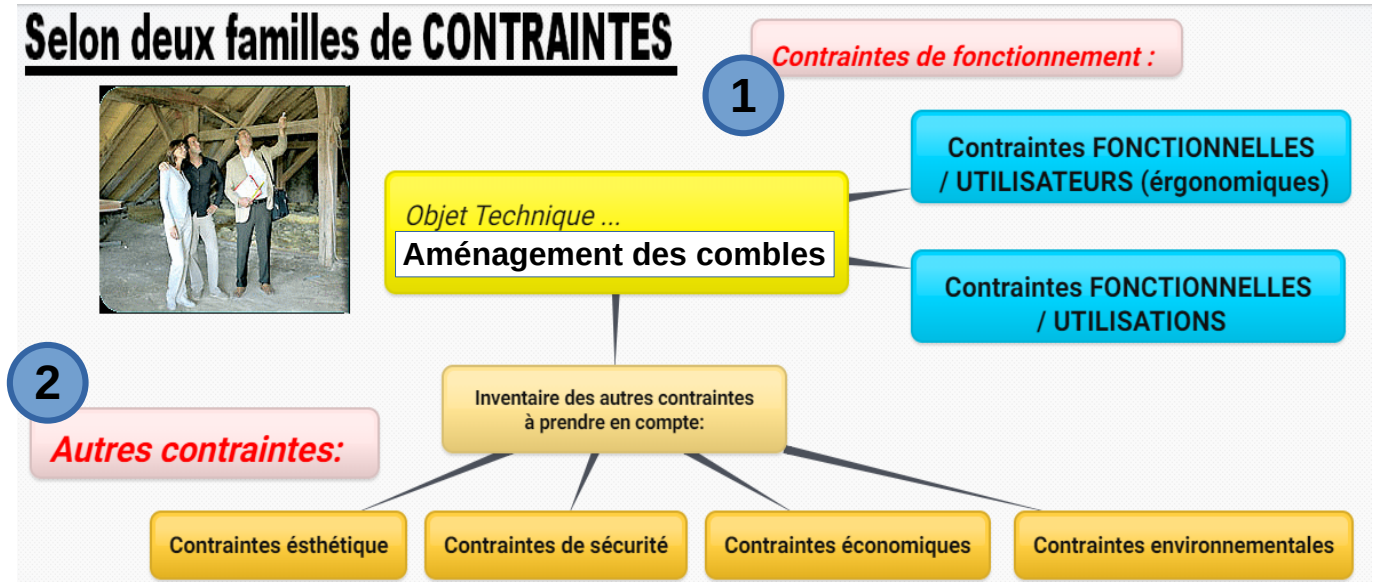 Selon deux familles de CONTRAINTES
1
Contraintes de fonctionnement :
Contraintes FONCTIONNELLES
/ UTILISATEURS (érgonomiques)
Objet Technique ...
Aménagement des combles
Contraintes FONCTIONNELLES
/ UTILISATIONS
2
Autres contraintes:
Inventaire des autres contraintes
à prendre en compte:
Contraintes ésthétique
Contraintes de sécurité
Contraintes économiques
Contraintes environnementales